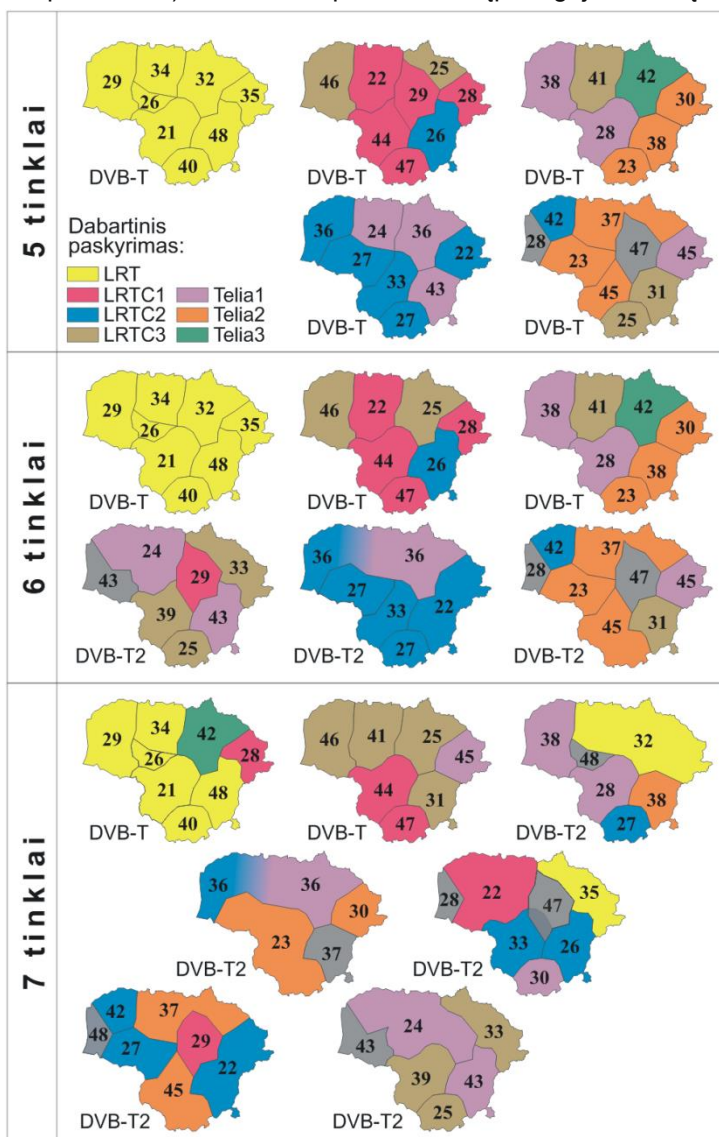 5 tinklai
29 34 32 35 26 21 48 40
DVB-T
46 22 25 29 28 44 26 47
DVB-T
38 41 42 30 28 38 23
DVB-T
Dabartinis
paskyrimas:
LRT
LRTC1 Telia1
LRTC2 Telia2
LRTC3 Telia3
36 24 36 22 27 33 43 27
DVB-T
42 37 28 47 45 23 45 31 25
DVB-T
6 tinklai
29 34 32 35 26 21 48 40
DVB-T
46 22 25 28 44 26 47
DVB-T
38 41 42 30 28 38 23
DVB-T
24 33 43 29 39 43 25
DVB-T2
36 36 27 33 22 27
DVB-T2
42 37 28 47 45 23 45 31
DVB-T2
7 tinklai
29 34 42 28 26 21 48 40
DVB-T
46 41 25 45 44 31 47
DVB-T
38 32 48 28 38 27
DVB-T2
36 36 30 23 37
DVB-T2
28 22 47 35 33 26 30
DVB-T2
42 37 48 29 27 22 45
DVB-T2
24 33 43 39 43 25
DVB-T2